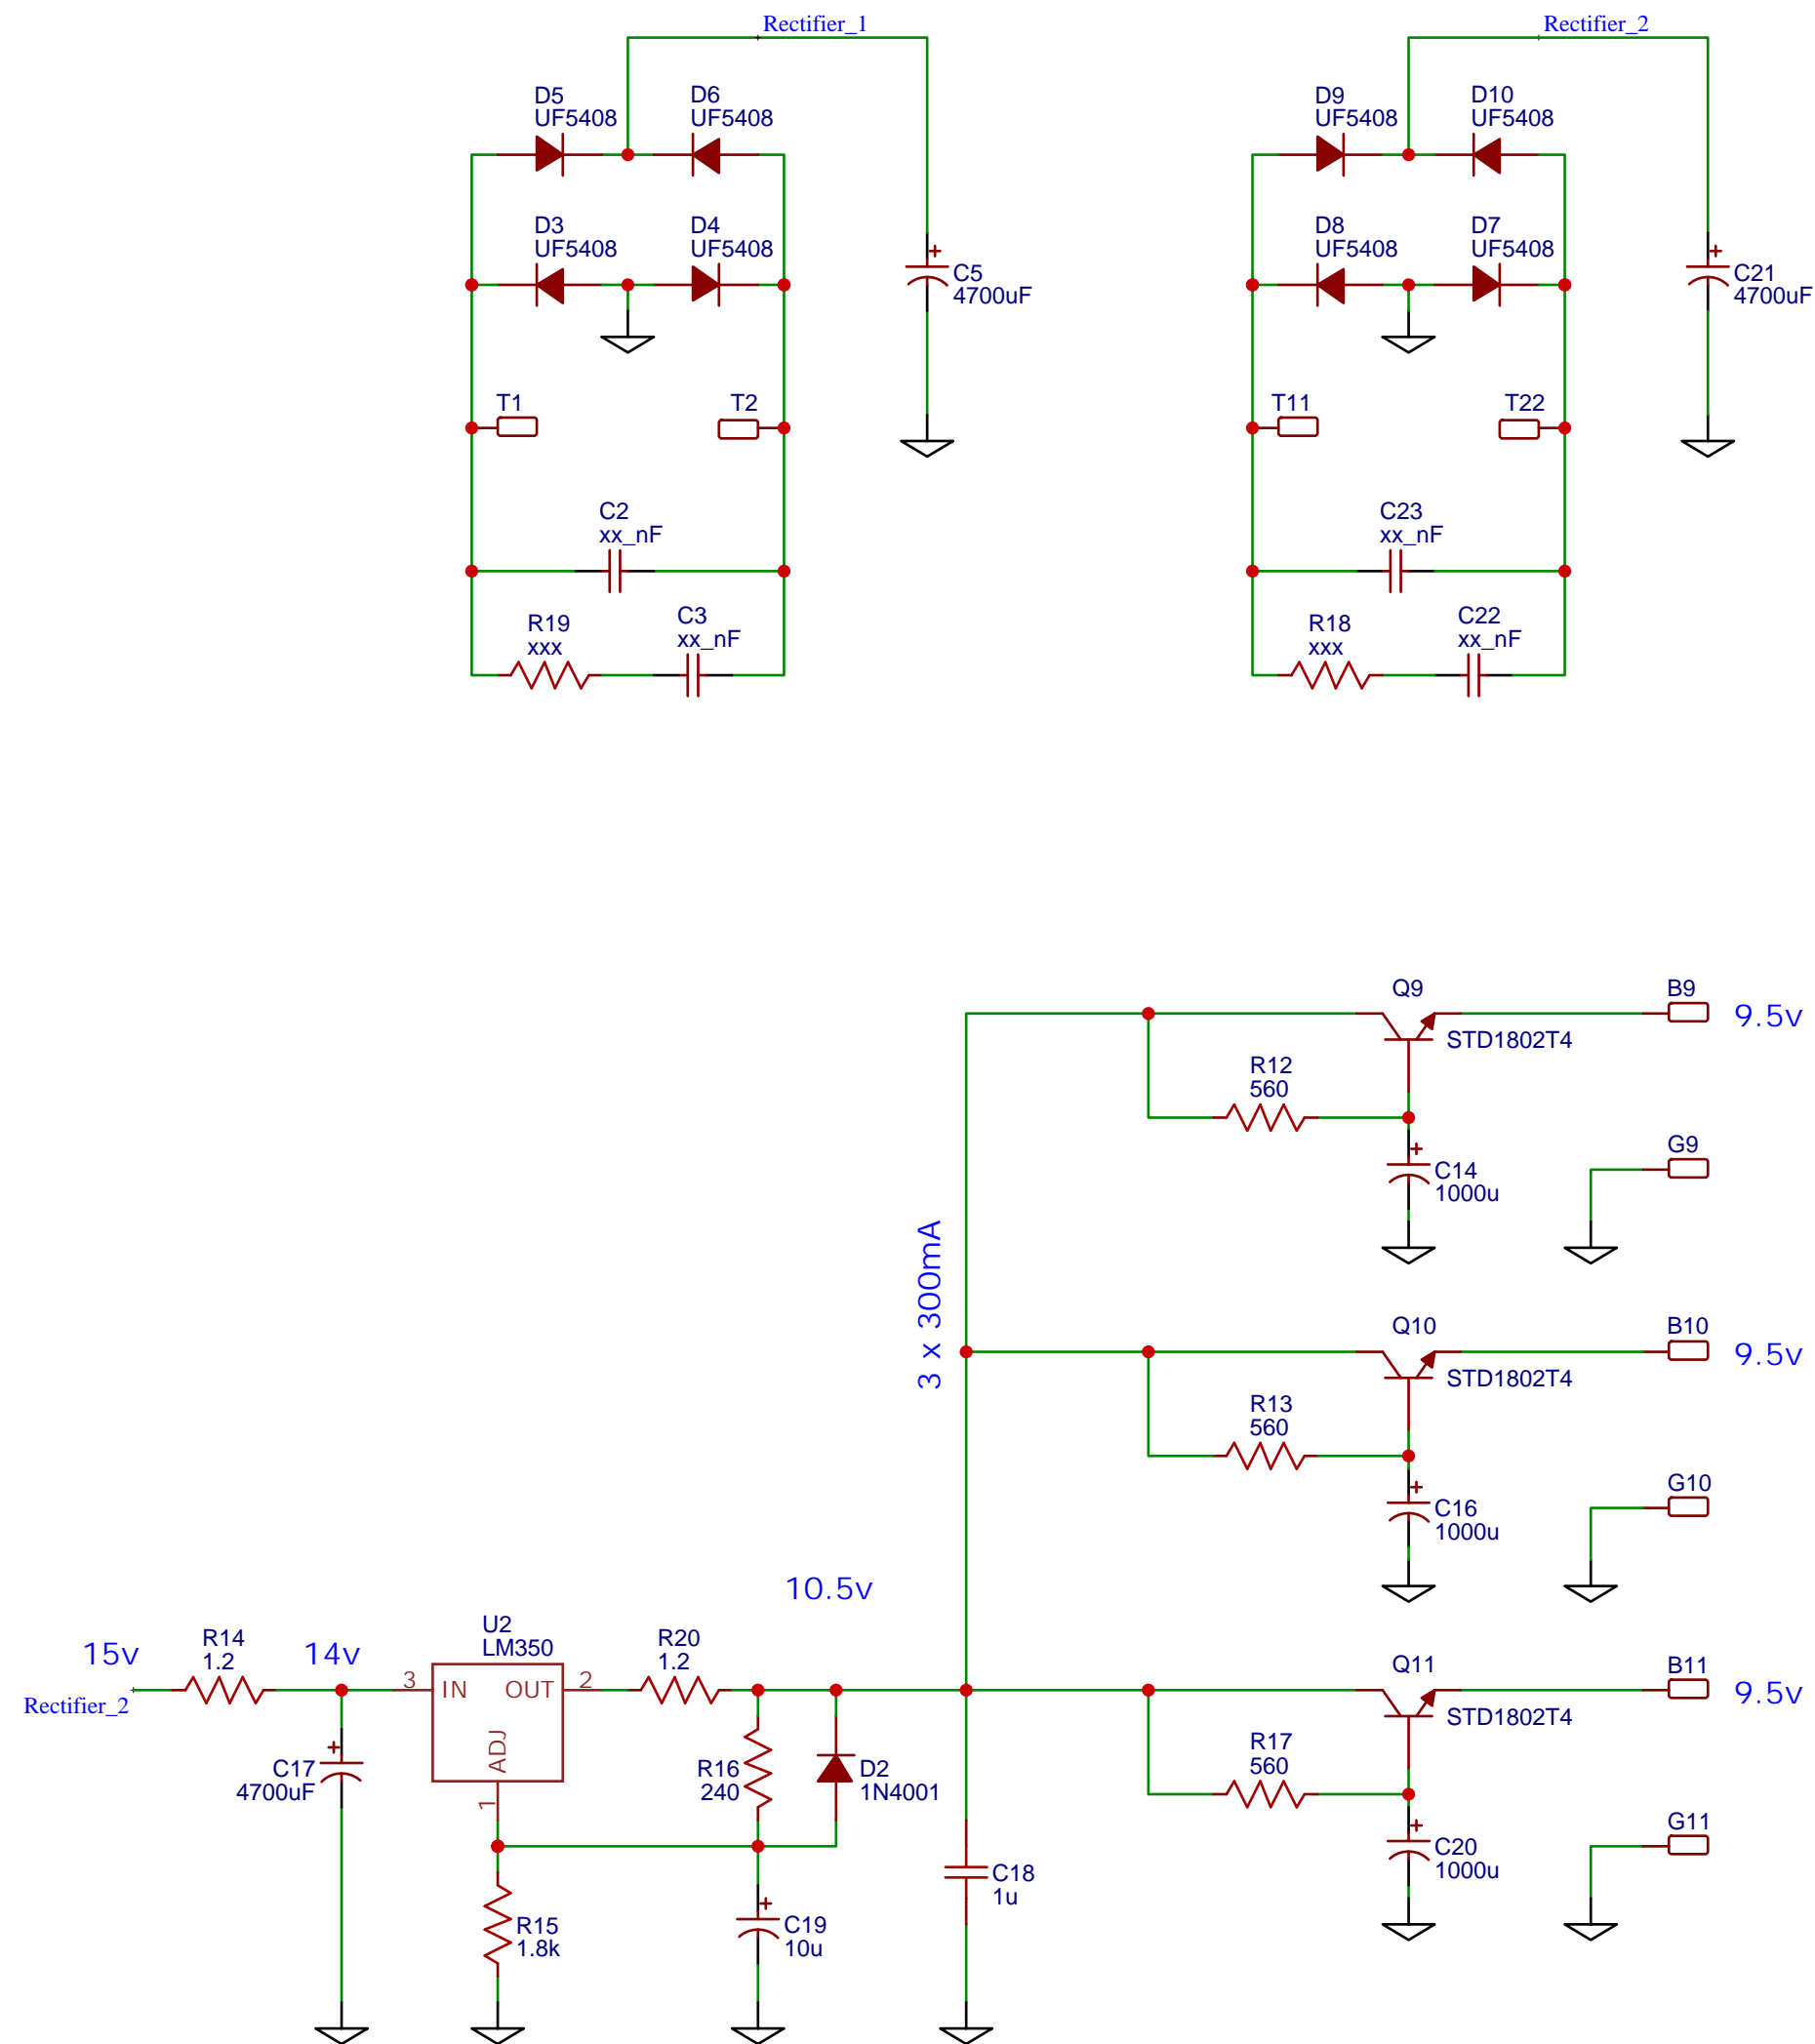 Rectifier_1
D5
UF5408
D6
UF5408
D3
UF5408
D4
UF5408
+
C5
4700uF
T1
T2
C2
xx_nF
R19
xxx
C3
xx_nF
Rectifier_2
D9
UF5408
D10
UF5408
D8
UF5408
D7
UF5408
+
C21
4700uF
T11
T22
C23
xx_nF
R18
xxx
C22
xx_nF
Q9
STD1802T4
B9
9.5v
R12
560
+
C14
1000u
G9
3 x 300mA
Q10
STD1802T4
B10
9.5v
R13
560
+
C16
1000u
G10
10.5v
15v
Rectifier_2
R14
1.2
14v
U2
LM350
3
IN
OUT
2
ADJ
1
R20
1.2
+
C17
4700uF
R16
240
D2
1N4001
R15
1.8k
+
C19
10u
C18
1u
Q11
STD1802T4
B11
9.5v
R17
560
+
C20
1000u
G11